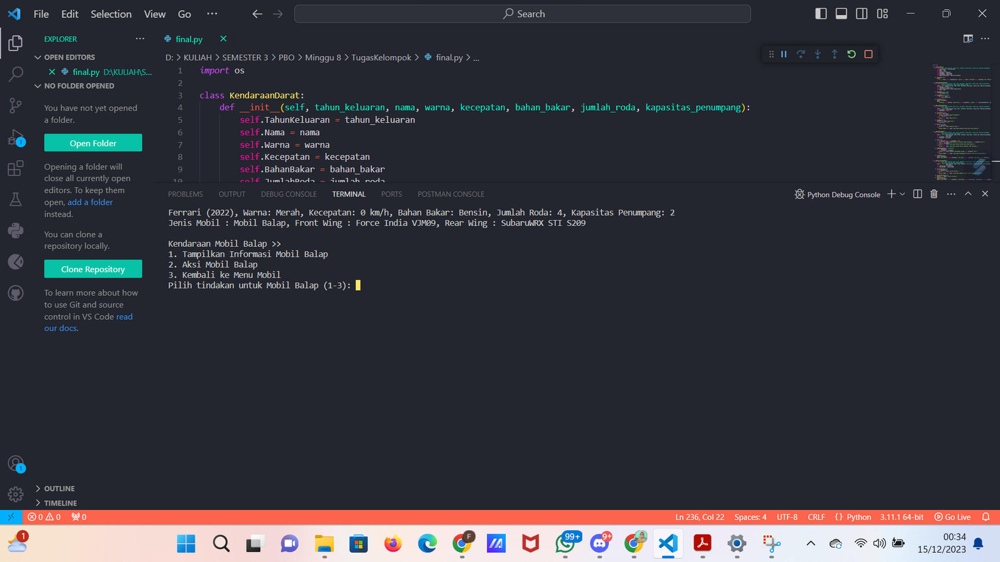 File Edit Selection View Go ··· Search
EXPLORER ···
OPEN EDITORS
final.py D:\KULIAH\S...
NO FOLDER OPENED
You have not yet opened
a folder.
Open Folder
Opening a folder will
close all currently open
editors. To keep them
open, add a folder
instead.
You can clone a
repository locally.
Clone Repository
To learn more about how
to use Git and source
control in VS Code read
our docs.
OUTLINE
TIMELINE
1
1
final.py
D: > KULIAH > SEMESTER 3 > PBO > Minggu 8 > TugasKelompok > final.py > ...
1 import os
2
3 class KendaraanDarat:
4 def __init__(self, tahun_keluaran, nama, warna, kecepatan, bahan_bakar, jumlah_roda, kapasitas_penumpang):
5 self.TahunKeluaran = tahun_keluaran
6 self.Nama = nama
7 self.Warna = warna
8 self.Kecepatan = kecepatan
9 self.BahanBakar = bahan_bakar
10 self.JumlahRoda = jumlah_roda
PROBLEMS OUTPUT DEBUG CONSOLE TERMINAL PORTS POSTMAN CONSOLE Python Debug Console
Ferrari (2022), Warna: Merah, Kecepatan: 0 km/h, Bahan Bakar: Bensin, Jumlah Roda: 4, Kapasitas Penumpang: 2
Jenis Mobil : Mobil Balap, Front Wing : Force India VJM09, Rear Wing : SubaruWRX STI S209
Kendaraan Mobil Balap >>
1. Tampilkan Informasi Mobil Balap
2. Aksi Mobil Balap
3. Kembali ke Menu Mobil
Pilih tindakan untuk Mobil Balap (1-3):
0 0 0 Ln 236, Col 22 Spaces: 4 UTF-8 CRLF {} Python 3.11.1 64-bit Go Live
1 F 99+ 9+ 00:34
15/12/2023